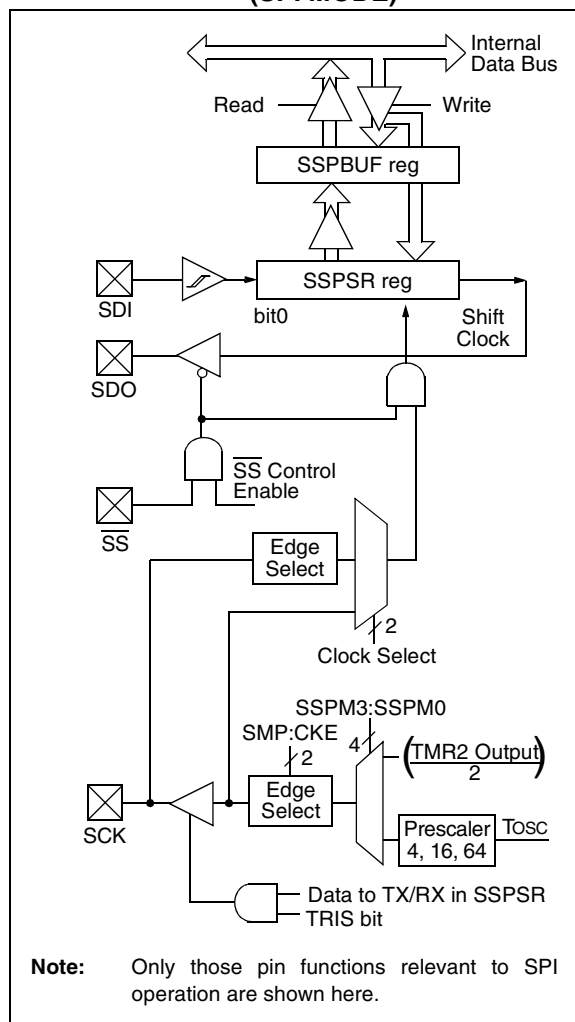 Internal
Data Bus
Read
Write
SSPBUF reg
SSPSR reg
SDI
bit0
Shift
Clock
SDO
SS Control
Enable
SS
Edge
Select
2
Clock Select
SSPM3:SSPM0
SMP:CKE
4
2
(TMR2 Output)
2
Edge
Select
SCK
Prescaler
4, 16, 64
TOSC
Data to TX/RX in SSPSR
TRIS bit
Note: Only those pin functions relevant to SPI
operation are shown here.